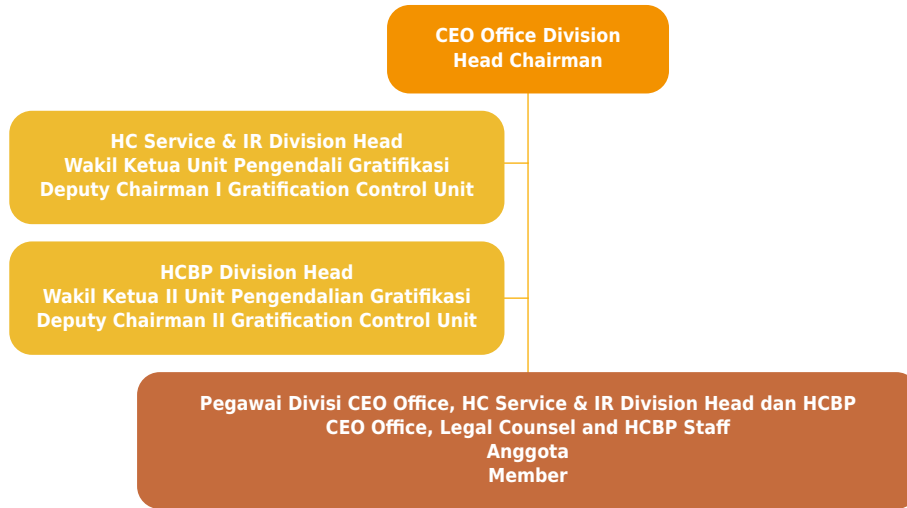 CEO Office Division
Head Chairman
HC Service & IR Division Head
Wakil Ketua Unit Pengendali Gratifikasi
Deputy Chairman I Gratification Control Unit
HCBP Division Head
Wakil Ketua II Unit Pengendalian Gratifikasi
Deputy Chairman II Gratification Control Unit
Pegawai Divisi CEO Office, HC Service & IR Division Head dan HCBP
CEO Office, Legal Counsel and HCBP Staff
Anggota
Member